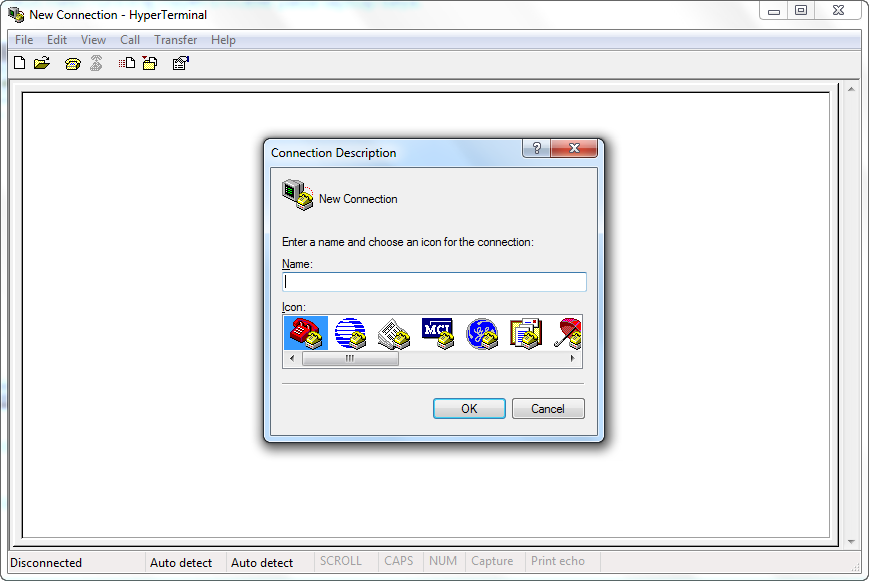 New Connection - HyperTerminal
File Edit View Call Transfer Help
Connection Description
?
New Connection
Enter a name and choose an icon for the connection:
Name:
Icon:
MCI
OK Cancel
Disconnected Auto detect Auto detect SCROLL CAPS NUM Capture Print echo